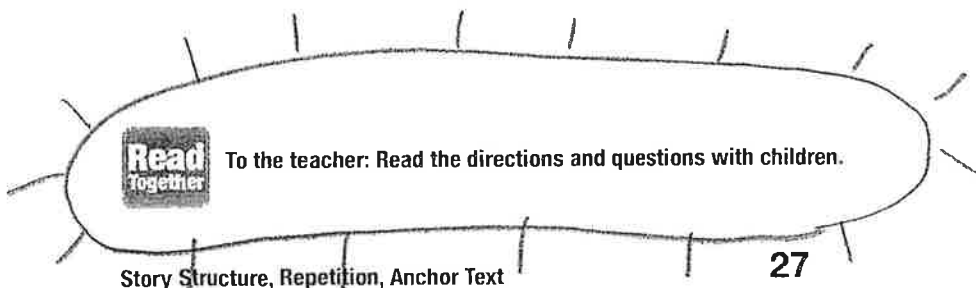 Read
Together
To the teacher: Read the directions and questions with children.
Story Structure, Repetition, Anchor Text
27